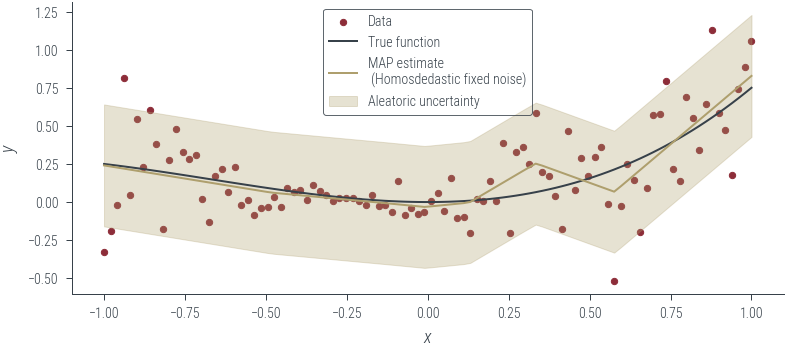 1.25
1.00
0.75
0.50
0.25
0.00
−0.25
−0.50
y
Data
True function
MAP estimate
(Homosdedastic fixed noise)
Aleatoric uncertainty
−1.00 −0.75 −0.50 −0.25 0.00 0.25 0.50 0.75 1.00
x